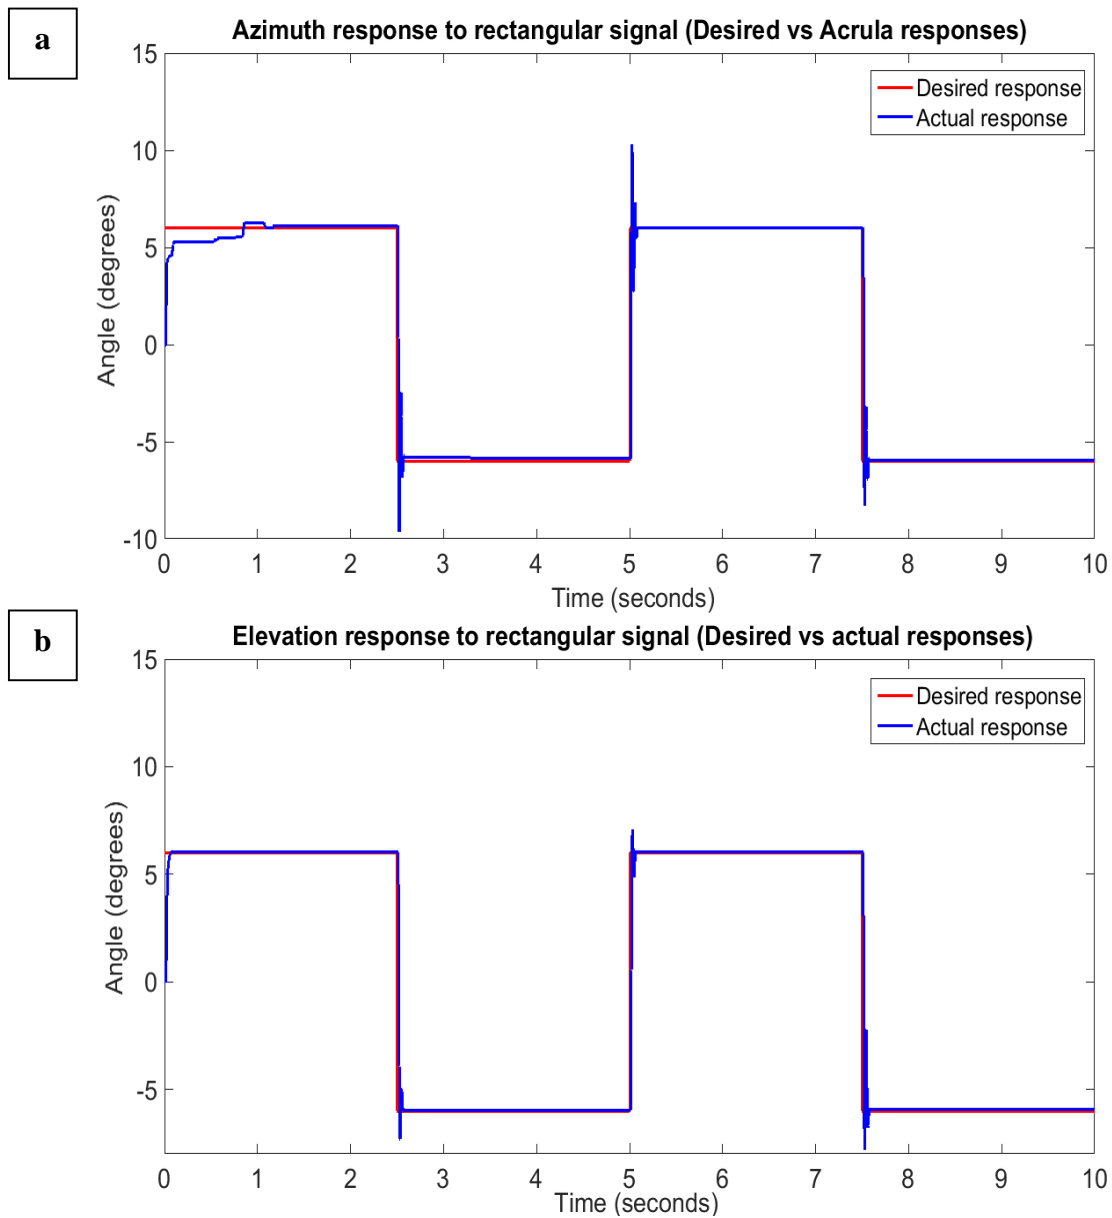 a
Azimuth response to rectangular signal (Desired vs Acrula responses)
15
10
5
0
-5
-10
Angle (degrees)
Desired response
Actual response
0 1 2 3 4 5 6 7 8 9 10
Time (seconds)
b
Elevation response to rectangular signal (Desired vs actual responses)
15
10
5
0
-5
Angle (degrees)
Desired response
Actual response
0 1 2 3 4 5 6 7 8 9 10
Time (seconds)